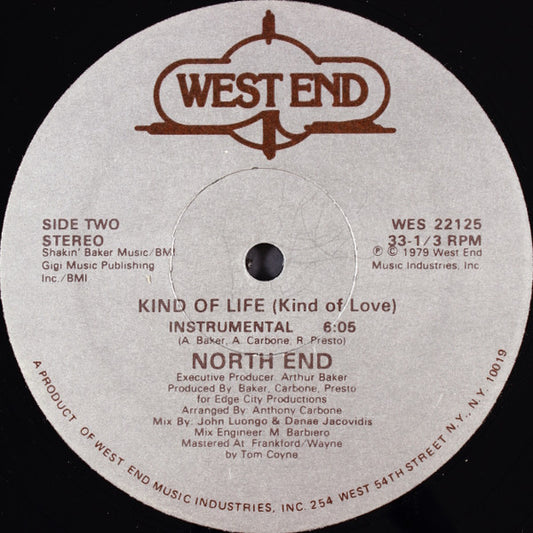 WEST END
SIDE TWO
STEREO
Shakin' Baker Music/BMI
Gigi Music Publishing
Inc./BMI
WES 22125
33-1/3 RPM
℗ © 1979 West End
Music Industries, Inc.
KIND OF LIFE (Kind of Love)
INSTRUMENTAL 6:05
(A. Baker, A. Carbone, R. Presto)
NORTH END
Executive Producer: Arthur Baker
Produced By: Baker, Carbone, Presto
for Edge City Productions
Arranged By: Anthony Carbone
Mix By: John Luongo & Danae Jacovidis
Mix Engineer: M. Barbiero
Mastered At: Frankford/Wayne
by Tom Coyne
A PRODUCT OF WEST END MUSIC INDUSTRIES, INC. 254 WEST 54TH STREET N.Y., N.Y. 10019